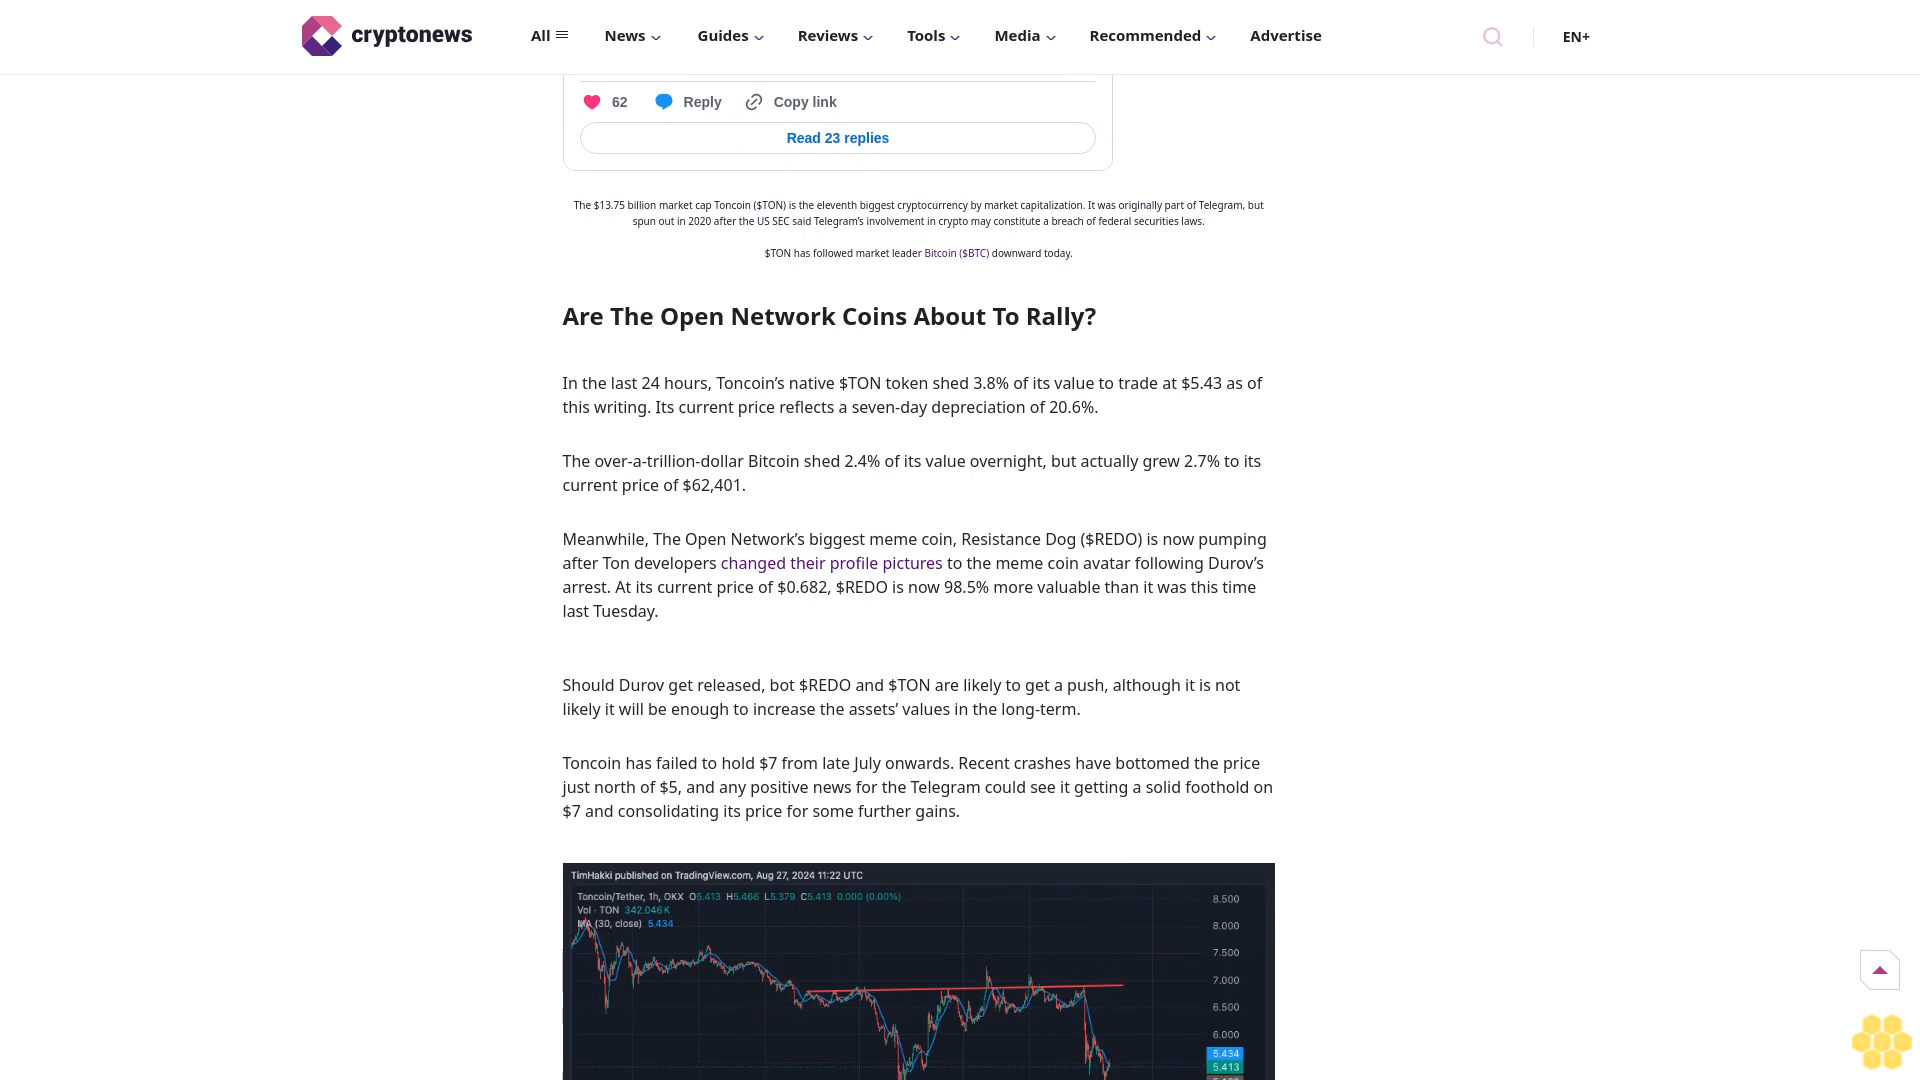 cryptonews
All
News
Guides
Reviews
Tools
Media
Recommended
Advertise
EN+
62
Reply
Copy link
Read 23 replies
The $13.75 billion market cap Toncoin ($TON) is the eleventh biggest cryptocurrency by market capitalization. It was originally part of Telegram, but
spun out in 2020 after the US SEC said Telegram’s involvement in crypto may constitute a breach of federal securities laws.
$TON has followed market leader Bitcoin ($BTC) downward today.
Are The Open Network Coins About To Rally?
In the last 24 hours, Toncoin’s native $TON token shed 3.8% of its value to trade at $5.43 as of
this writing. Its current price reflects a seven-day depreciation of 20.6%.
The over-a-trillion-dollar Bitcoin shed 2.4% of its value overnight, but actually grew 2.7% to its
current price of $62,401.
Meanwhile, The Open Network’s biggest meme coin, Resistance Dog ($REDO) is now pumping
after Ton developers changed their profile pictures to the meme coin avatar following Durov’s
arrest. At its current price of $0.682, $REDO is now 98.5% more valuable than it was this time
last Tuesday.
Should Durov get released, bot $REDO and $TON are likely to get a push, although it is not
likely it will be enough to increase the assets’ values in the long-term.
Toncoin has failed to hold $7 from late July onwards. Recent crashes have bottomed the price
just north of $5, and any positive news for the Telegram could see it getting a solid foothold on
$7 and consolidating its price for some further gains.
TimHakki published on TradingView.com, Aug 27, 2024 11:22 UTC
Toncoin/Tether, 1h, OKX O5.413 H5.466 L5.379 C5.413 0.000 (0.00%)
Vol · TON 342.046K
MA (30, close) 5.434
8.500
8.000
7.500
7.000
6.500
6.000
5.434
5.413